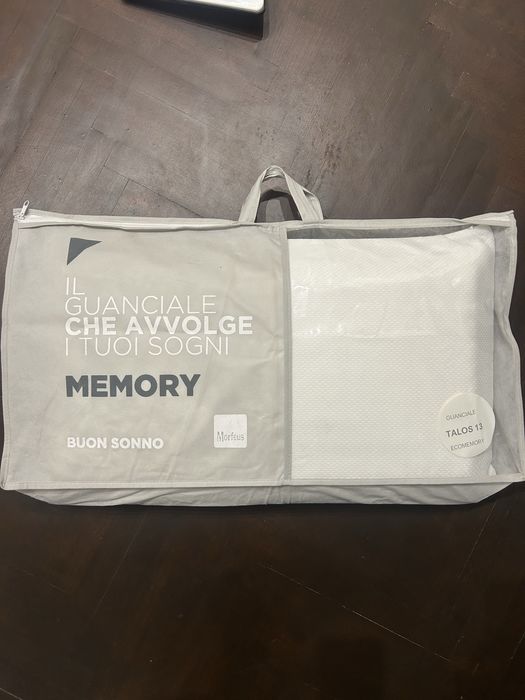 IL
GUANCIALE
CHE AVVOLGE
I TUOI SOGNI
MEMORY
BUON SONNO
Morfeus
GUANCIALE
TALOS 13
ECOMEMORY